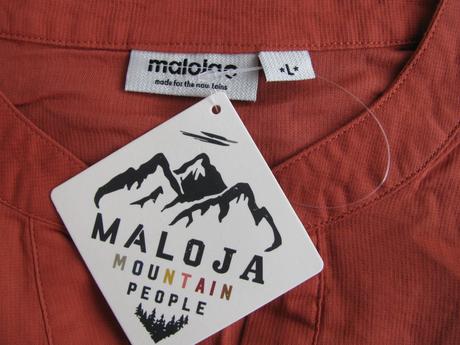 maloja
made for the mountains
*L*
MALOJA
MOUNTAIN
PEOPLE